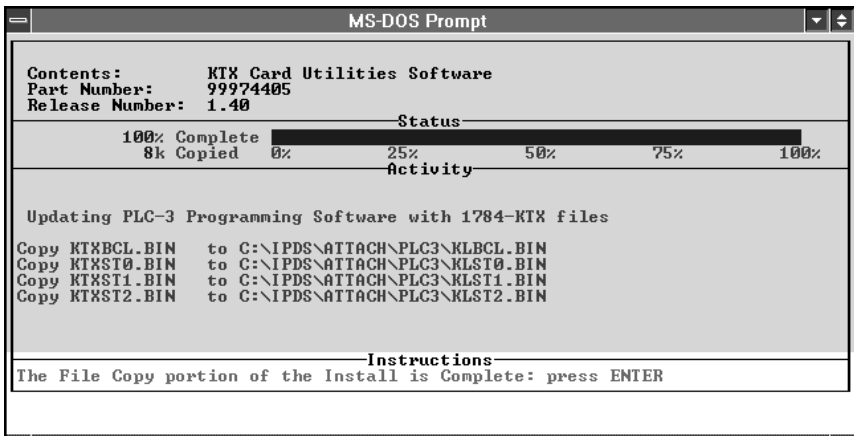 MS-DOS Prompt
Contents: KTX Card Utilities Software
Part Number: 99974405
Release Number: 1.40
Status
100% Complete
8k Copied 0% 25% 50% 75% 100%
Activity
Updating PLC-3 Programming Software with 1784-KTX files
Copy KTXBCL.BIN to C:\IPDS\ATTACH\PLC3\KLBCL.BIN
Copy KTXST0.BIN to C:\IPDS\ATTACH\PLC3\KLST0.BIN
Copy KTXST1.BIN to C:\IPDS\ATTACH\PLC3\KLST1.BIN
Copy KTXST2.BIN to C:\IPDS\ATTACH\PLC3\KLST2.BIN
Instructions
The File Copy portion of the Install is Complete: press ENTER